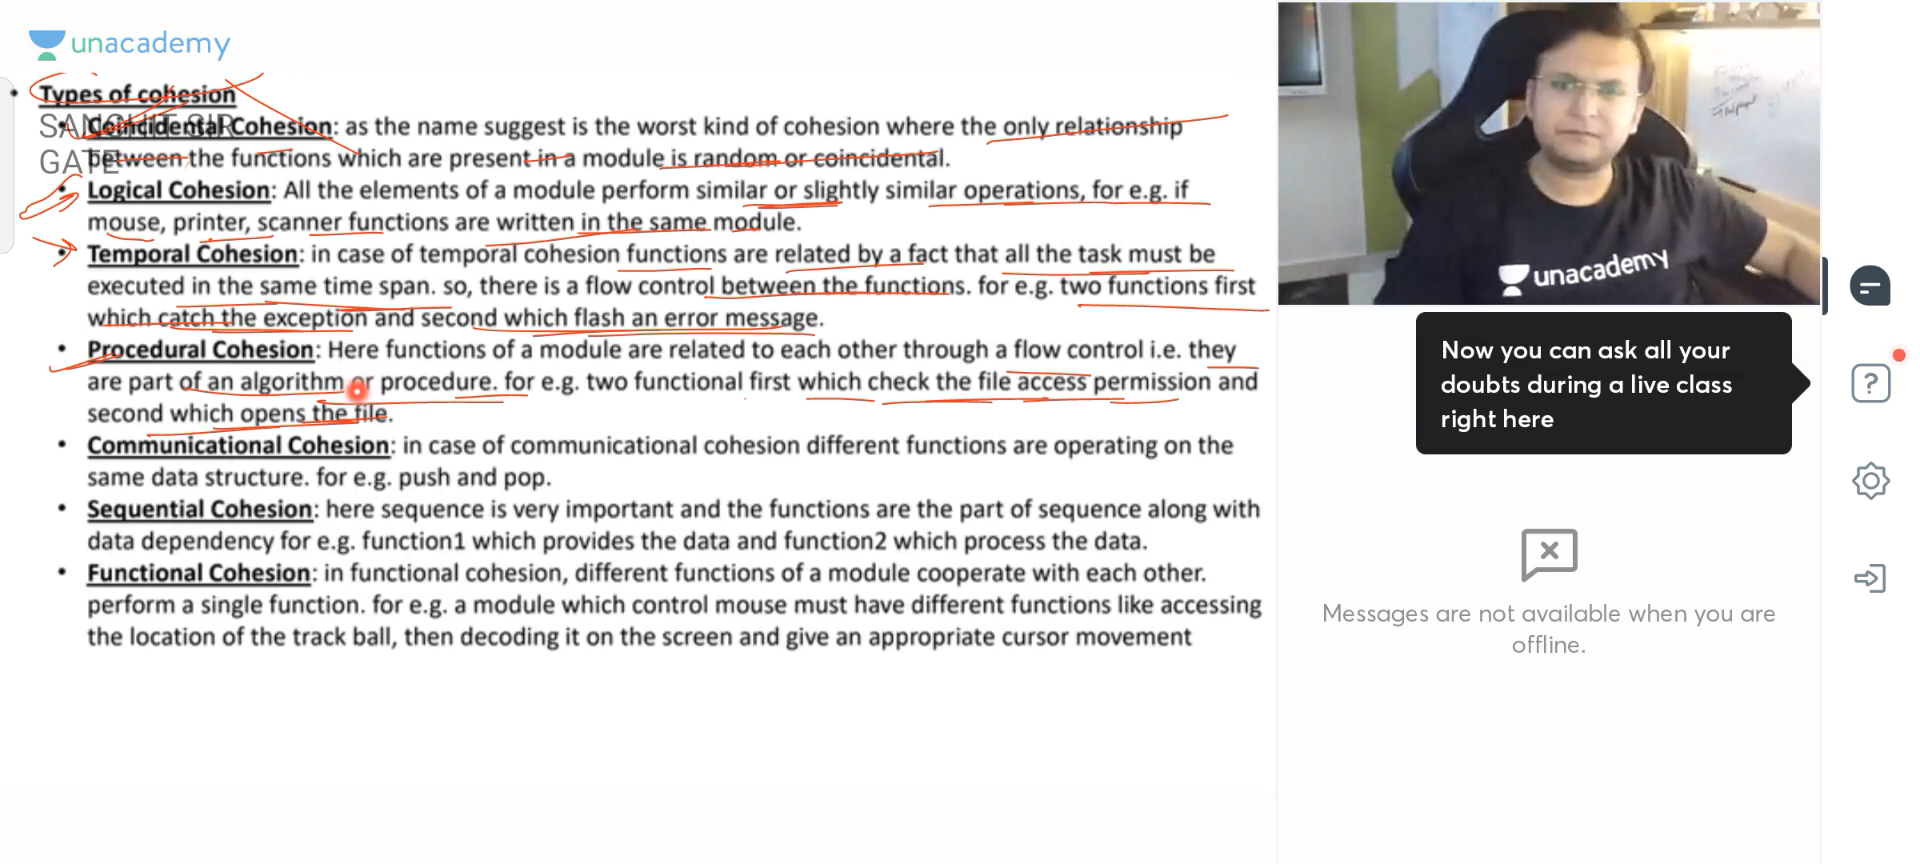 unacademy
Types of cohesion
SANCHIT SIR
GATE
Coincidental Cohesion: as the name suggest is the worst kind of cohesion where the only relationship
between the functions which are present in a module is random or coincidental.
Logical Cohesion: All the elements of a module perform similar or slightly similar operations, for e.g. if
mouse, printer, scanner functions are written in the same module.
Temporal Cohesion: in case of temporal cohesion functions are related by a fact that all the task must be
executed in the same time span. so, there is a flow control between the functions. for e.g. two functions first
which catch the exception and second which flash an error message.
Procedural Cohesion: Here functions of a module are related to each other through a flow control i.e. they
are part of an algorithm or procedure. for e.g. two functional first which check the file access permission and
second which opens the file.
Communicational Cohesion: in case of communicational cohesion different functions are operating on the
same data structure. for e.g. push and pop.
Sequential Cohesion: here sequence is very important and the functions are the part of sequence along with
data dependency for e.g. function1 which provides the data and function2 which process the data.
Functional Cohesion: in functional cohesion, different functions of a module cooperate with each other.
perform a single function. for e.g. a module which control mouse must have different functions like accessing
the location of the track ball, then decoding it on the screen and give an appropriate cursor movement
unacademy
Now you can ask all your
doubts during a live class
right here
Messages are not available when you are
offline.